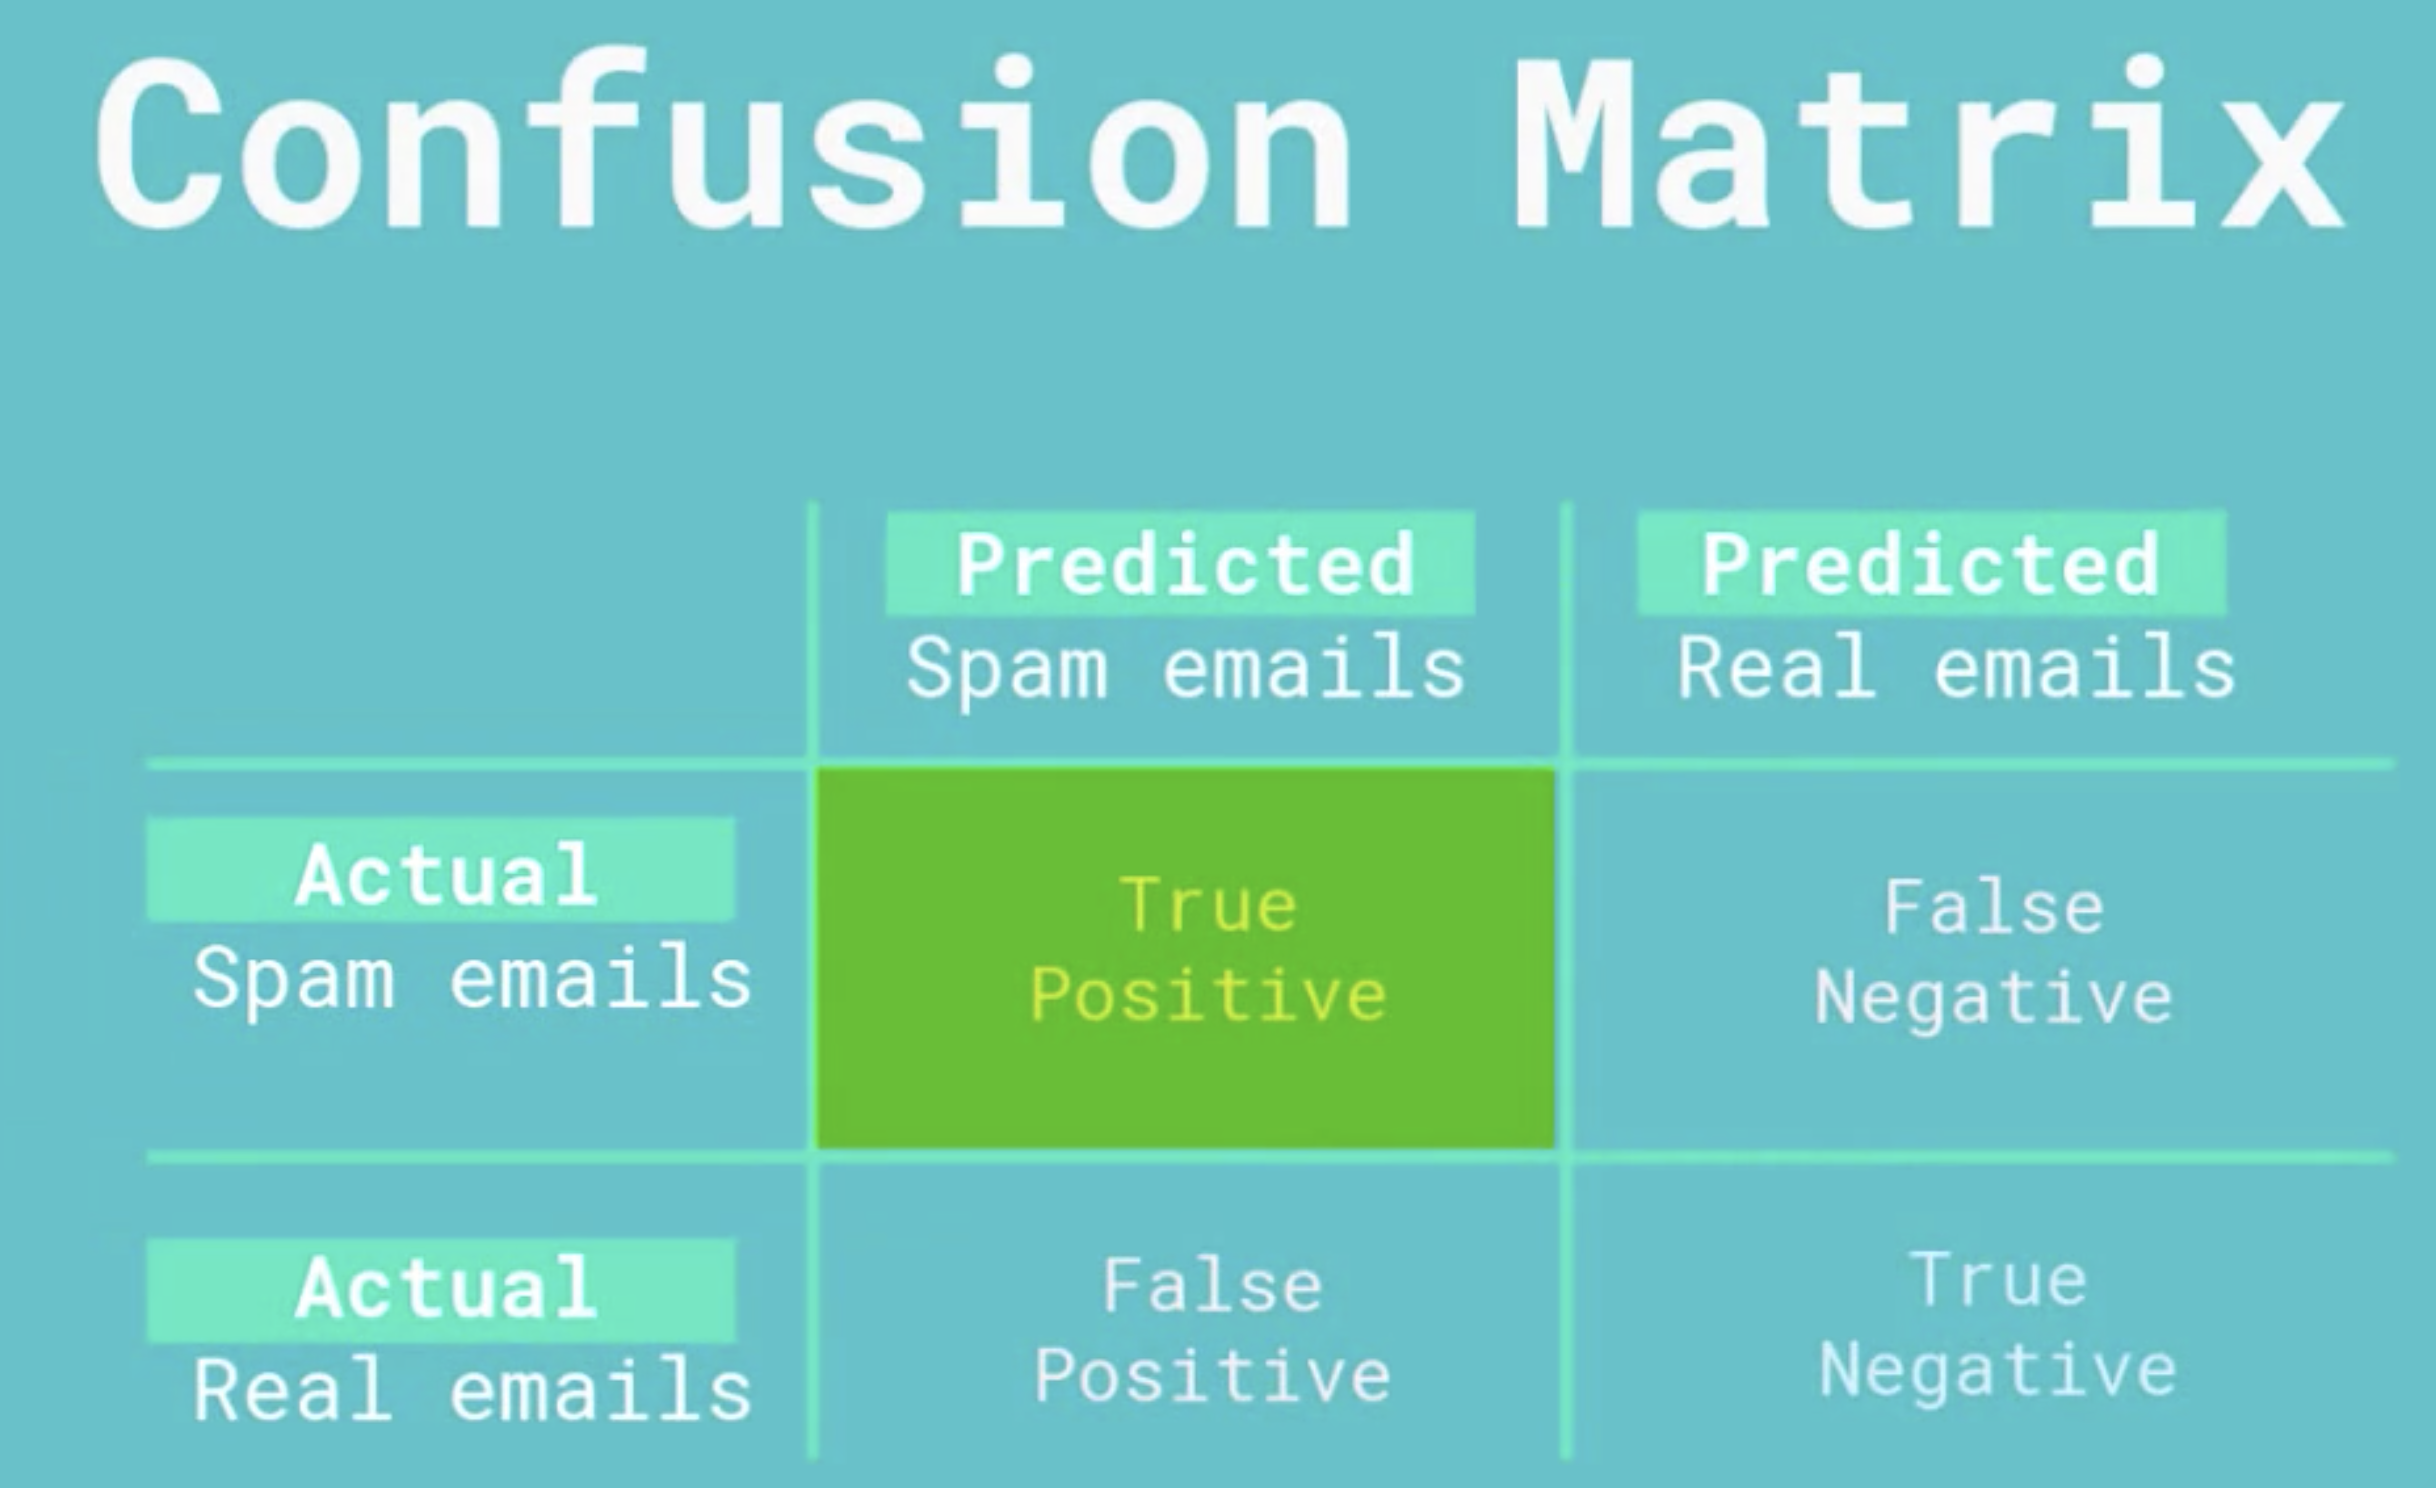 Confusion Matrix
Predicted
Spam emails
Predicted
Real emails
Actual
Spam emails
True
Positive
False
Negative
Actual
Real emails
False
Positive
True
Negative